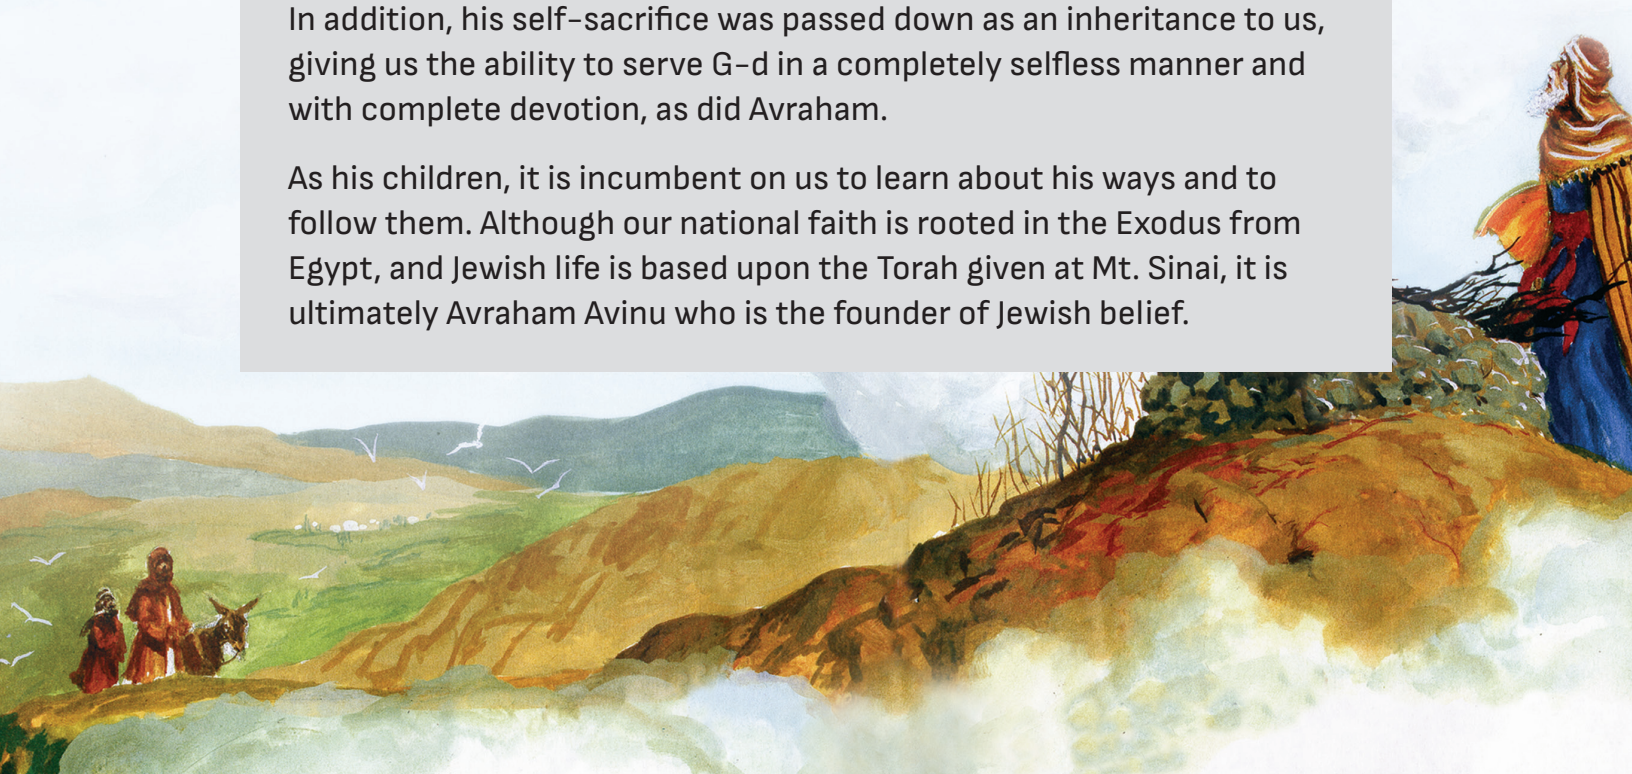 In addition, his self-sacrifice was passed down as an inheritance to us,
giving us the ability to serve G-d in a completely selfless manner and
with complete devotion, as did Avraham.
As his children, it is incumbent on us to learn about his ways and to
follow them. Although our national faith is rooted in the Exodus from
Egypt, and Jewish life is based upon the Torah given at Mt. Sinai, it is
ultimately Avraham Avinu who is the founder of Jewish belief.